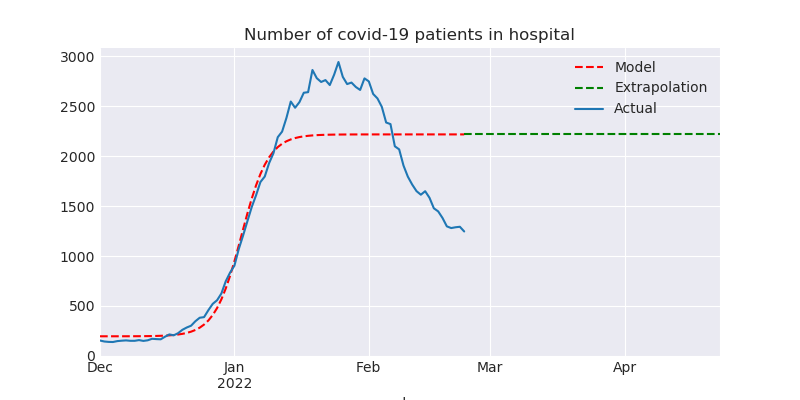 Number of covid-19 patients in hospital
3000
2500
2000
1500
1000
500
0
Model
Extrapolation
Actual
Dec
Jan
2022
Feb
Mar
Apr